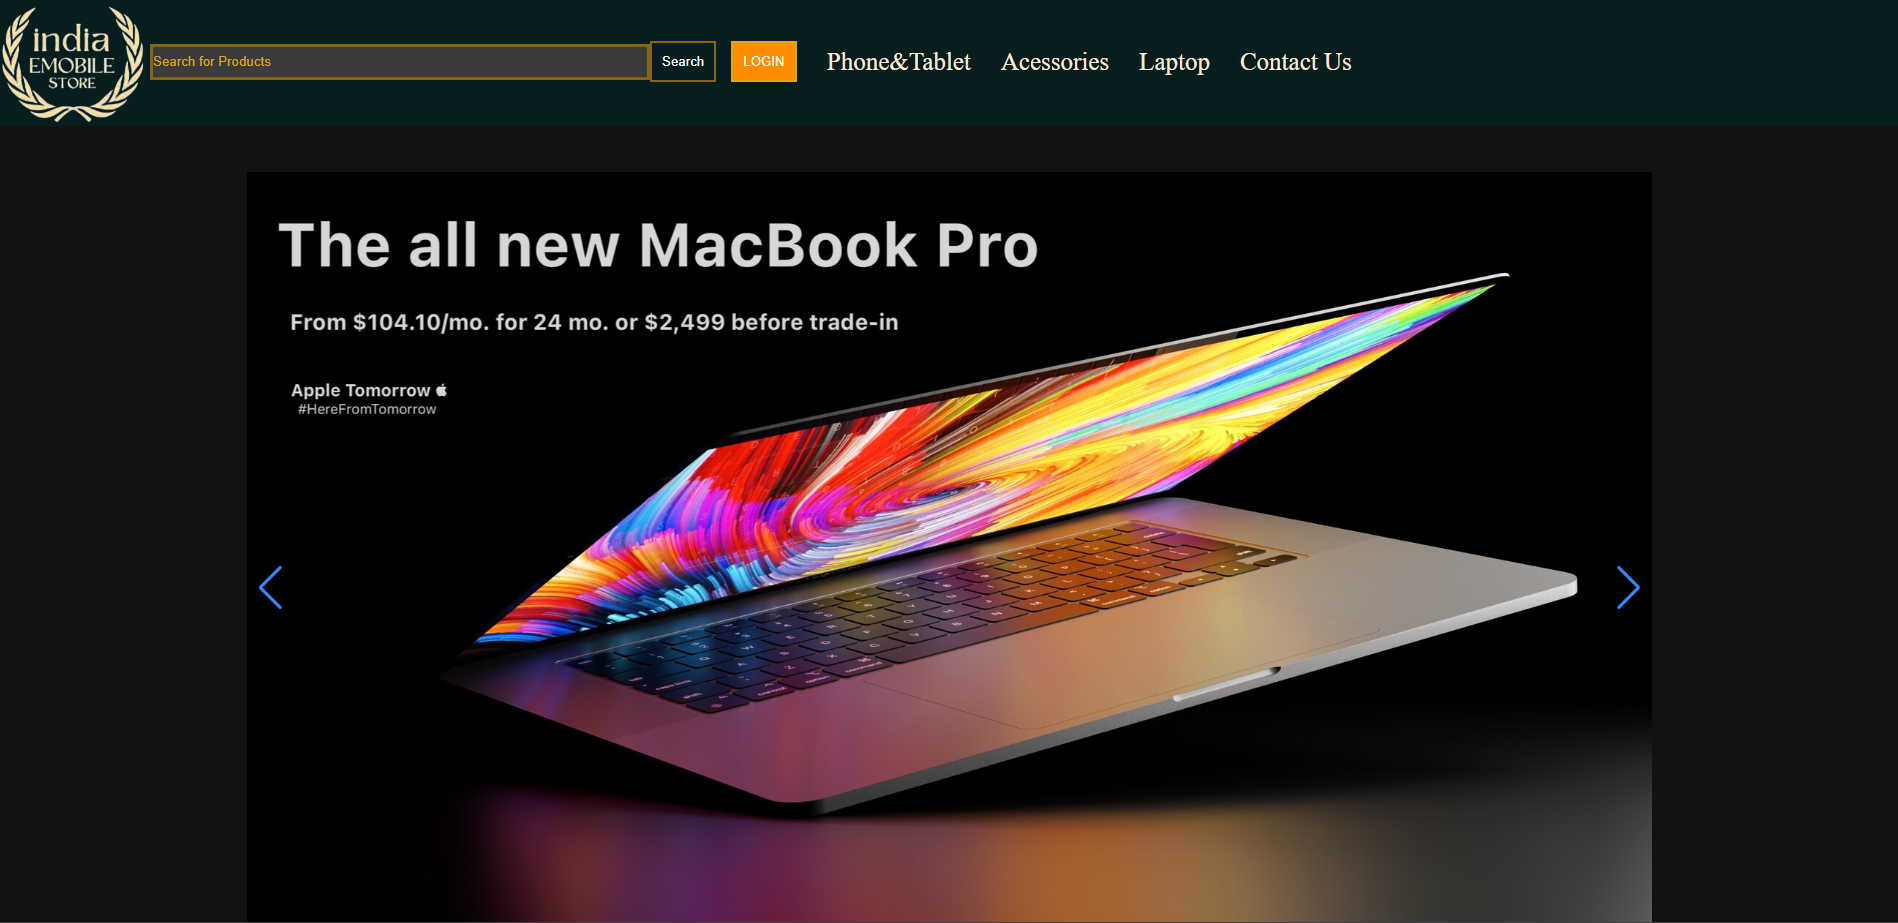 india
EMOBILE
STORE
Search for Products
Search
LOGIN
Phone&Tablet
Acessories
Laptop
Contact Us
The all new MacBook Pro
From $104.10/mo. for 24 mo. or $2,499 before trade-in
Apple Tomorrow
#HereFromTomorrow